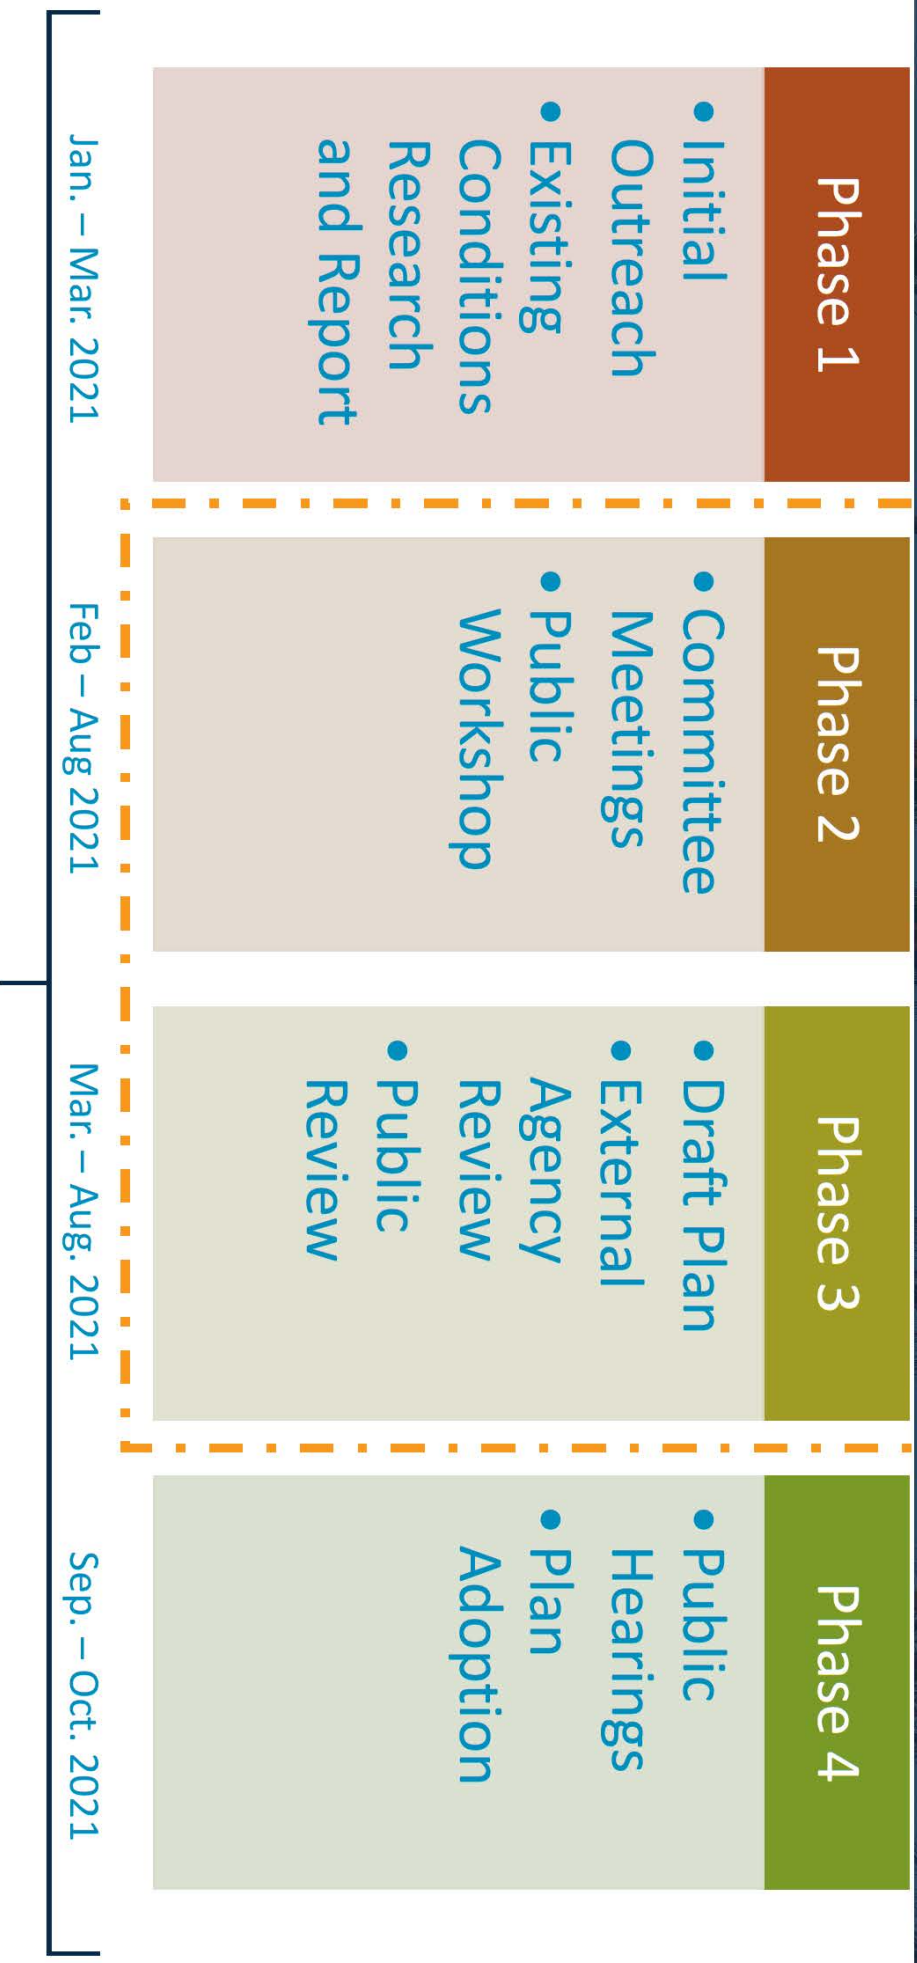 Phase 1
• Initial
Outreach
• Existing
Conditions
Research
and Report
Jan. – Mar. 2021
Phase 2
• Committee
Meetings
• Public
Workshop
Feb – Aug 2021
Phase 3
• Draft Plan
• External
Agency
Review
• Public
Review
Mar. – Aug. 2021
Phase 4
• Public
Hearings
• Plan
Adoption
Sep. – Oct. 2021